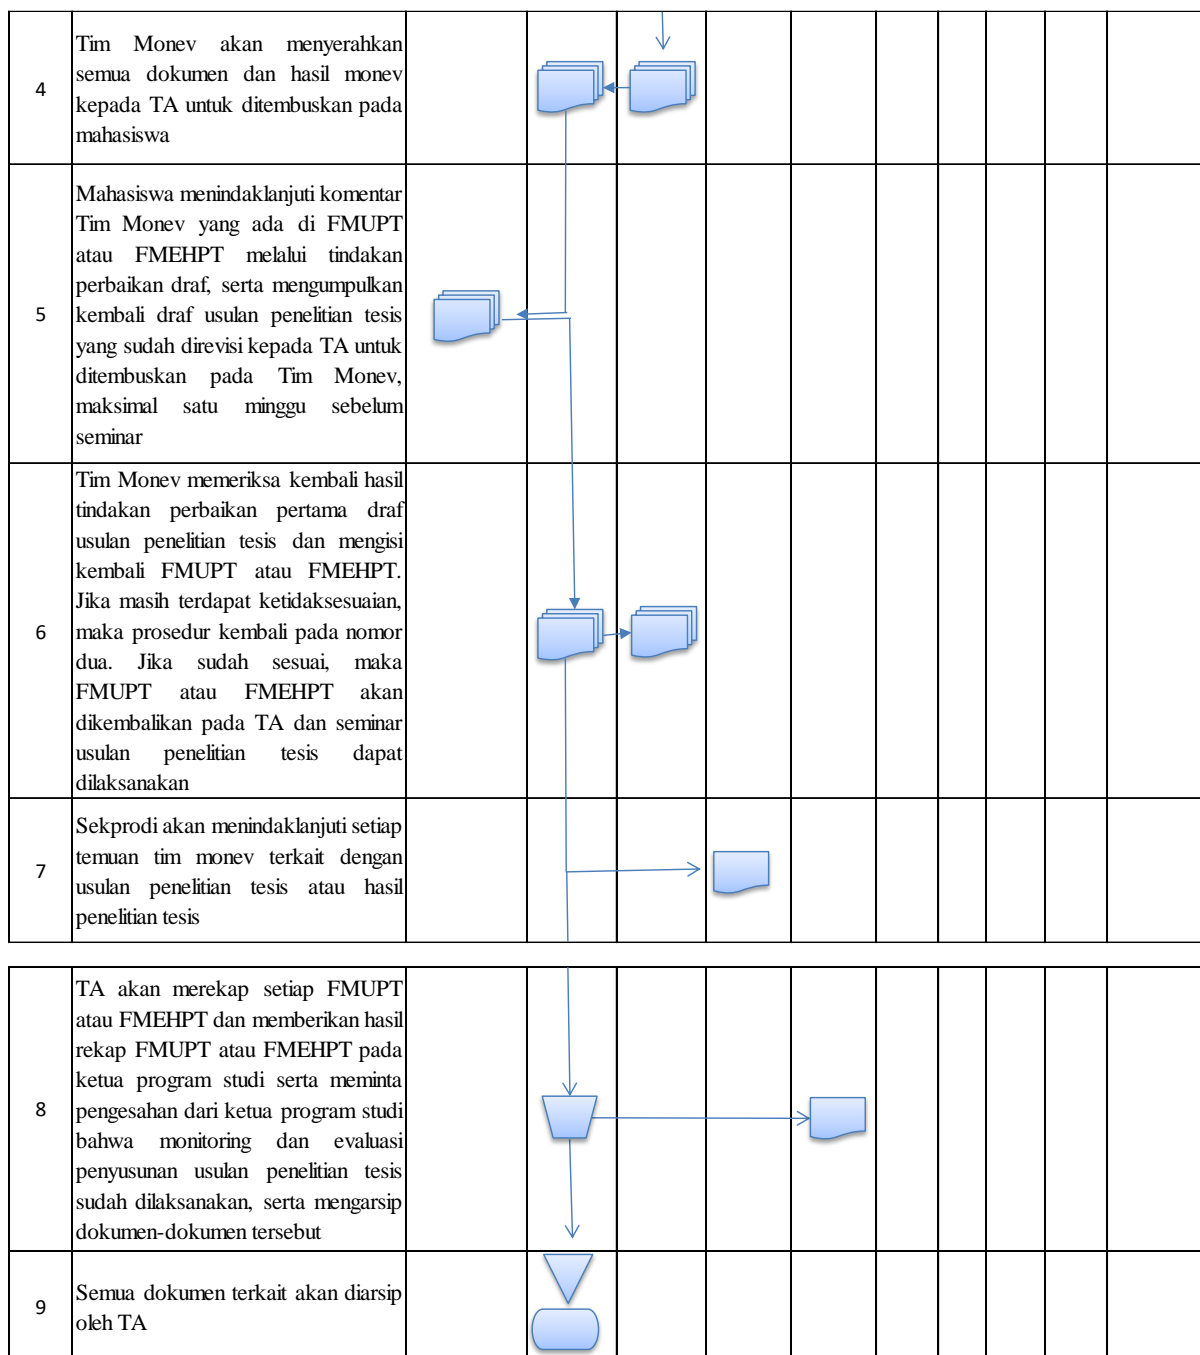 4
Tim Monev akan menyerahkan
semua dokumen dan hasil monev
kepada TA untuk ditembuskan pada
mahasiswa
5
Mahasiswa menindaklanjuti komentar
Tim Monev yang ada di FMUPT
atau FMEHPT melalui tindakan
perbaikan draf, serta mengumpulkan
kembali draf usulan penelitian tesis
yang sudah direvisi kepada TA untuk
ditembuskan pada Tim Monev,
maksimal satu minggu sebelum
seminar
6
Tim Monev memeriksa kembali hasil
tindakan perbaikan pertama draf
usulan penelitian tesis dan mengisi
kembali FMUPT atau FMEHPT.
Jika masih terdapat ketidaksesuaian,
maka prosedur kembali pada nomor
dua. Jika sudah sesuai, maka
FMUPT atau FMEHPT akan
dikembalikan pada TA dan seminar
usulan penelitian tesis dapat
dilaksanakan
7
Sekprodi akan menindaklanjuti setiap
temuan tim monev terkait dengan
usulan penelitian tesis atau hasil
penelitian tesis
8
TA akan merekap setiap FMUPT
atau FMEHPT dan memberikan hasil
rekap FMUPT atau FMEHPT pada
ketua program studi serta meminta
pengesahan dari ketua program studi
bahwa monitoring dan evaluasi
penyusunan usulan penelitian tesis
sudah dilaksanakan, serta mengarsip
dokumen-dokumen tersebut
9
Semua dokumen terkait akan diarsip
oleh TA